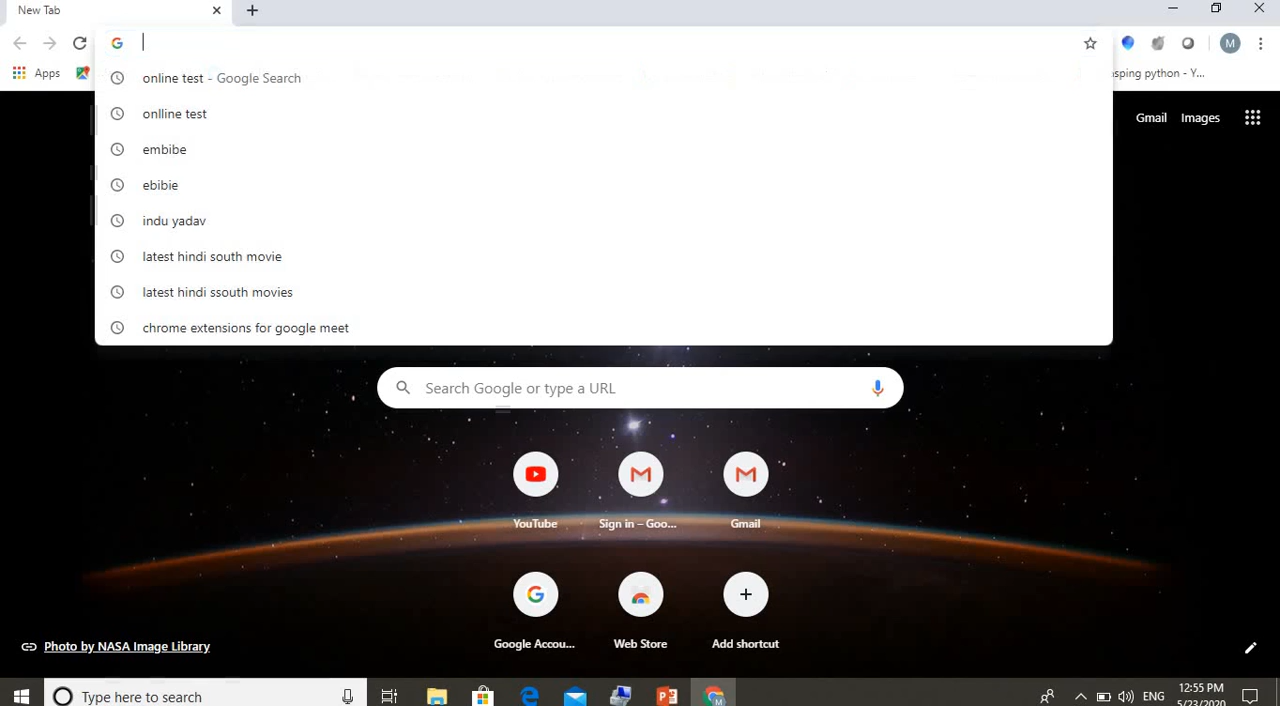 New Tab
Apps
asping python - Y...
online test - Google Search
onlline test
embibe
ebibie
indu yadav
latest hindi south movie
latest hindi ssouth movies
chrome extensions for google meet
M
Gmail Images
Search Google or type a URL
YouTube Sign in – Goo... Gmail
Google Accou... Web Store Add shortcut
Photo by NASA Image Library
Type here to search
ENG
12:55 PM
5/23/2020